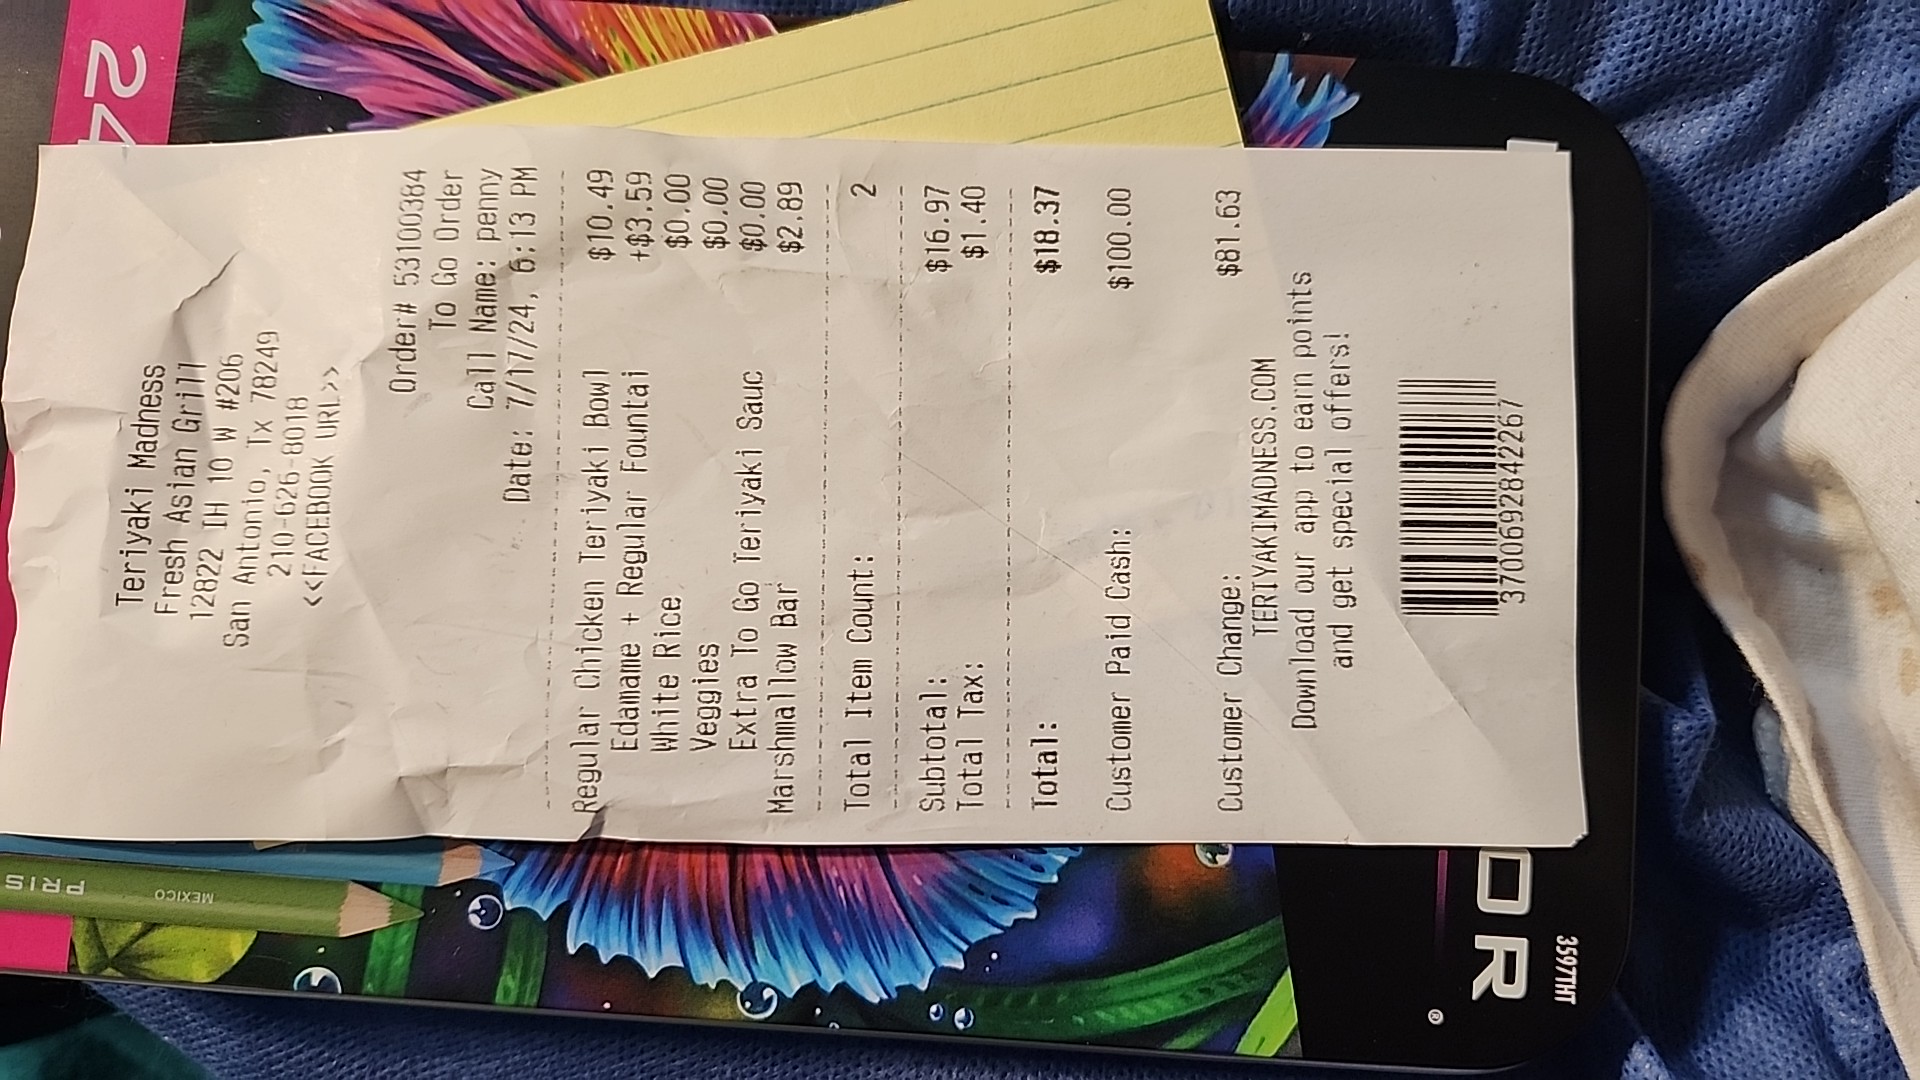 Teriyaki Madness
Fresh Asian Grill
12822 IH 10 W #206
San Antonio, Tx 78249
210-626-8018
<<FACEBOOK URL>>
Order# 53100384
To Go Order
Call Name: penny
Date: 7/17/24, 6:13 PM
Regular Chicken Teriyaki Bowl $10.49
Edamame + Regular Fountai +$3.59
White Rice $0.00
Veggies $0.00
Extra To Go Teriyaki Sauc $0.00
Marshmallow Bar $2.89
Total Item Count: 2
Subtotal: $16.97
Total Tax: $1.40
Total: $18.37
Customer Paid Cash: $100.00
Customer Change: $81.63
TERIYAKIMADNESS.COM
Download our app to earn points
and get special offers!
3700692842267
24
PRIS
MEXICO
OR
®
3597THT